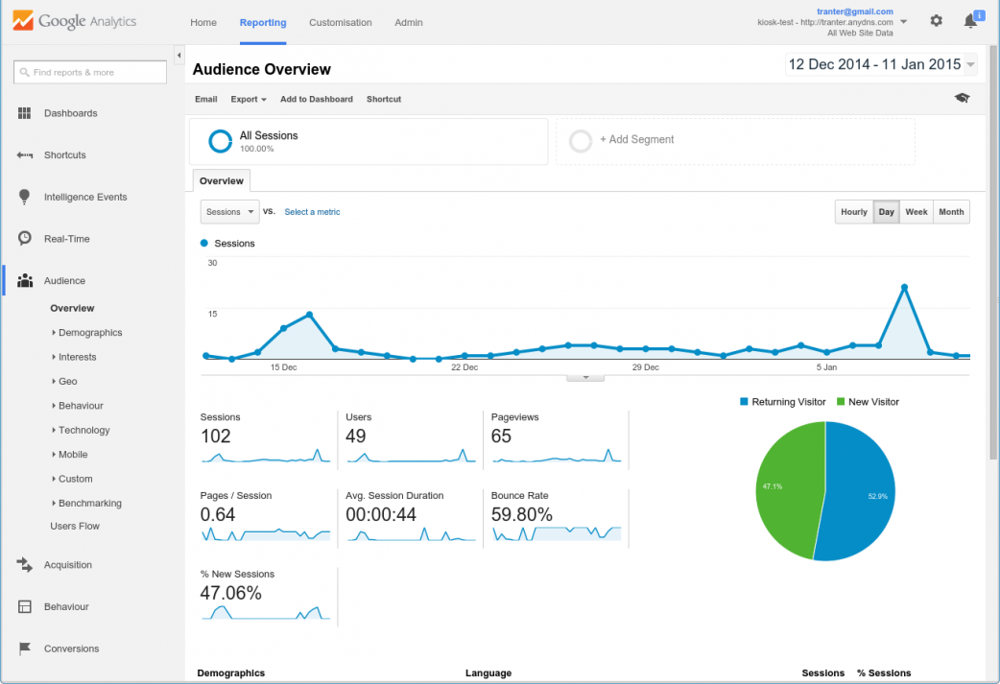 Google Analytics
Home Reporting Customisation Admin
tranter@gmail.com
kiosk-test - http://tranter.anydns.com
All Web Site Data
1
Find reports & more
Dashboards
Shortcuts
Intelligence Events
Real-Time
Audience
Overview
Demographics
Interests
Geo
Behaviour
Technology
Mobile
Custom
Benchmarking
Users Flow
Acquisition
Behaviour
Conversions
Audience Overview
12 Dec 2014 - 11 Jan 2015
Email Export Add to Dashboard Shortcut
All Sessions
100.00%
+ Add Segment
Overview
Sessions VS. Select a metric
Hourly Day Week Month
Sessions
30
15
15 Dec 22 Dec 29 Dec 5 Jan
Returning Visitor New Visitor
47.1%
52.9%
Sessions
102
Users
49
Pageviews
65
Pages / Session
0.64
Avg. Session Duration
00:00:44
Bounce Rate
59.80%
% New Sessions
47.06%
Demographics Language Sessions % Sessions